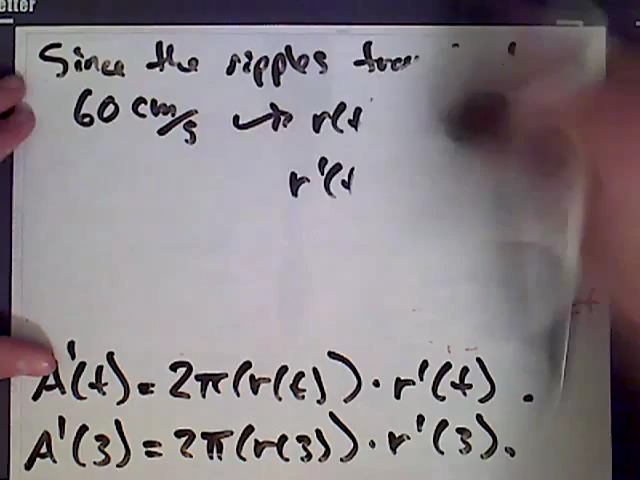 Since the ripples
60 cm/s → r(t
r'(t
A'(t) = 2π(r(t)) · r'(t).
A'(3) = 2π(r(3)) · r'(3).